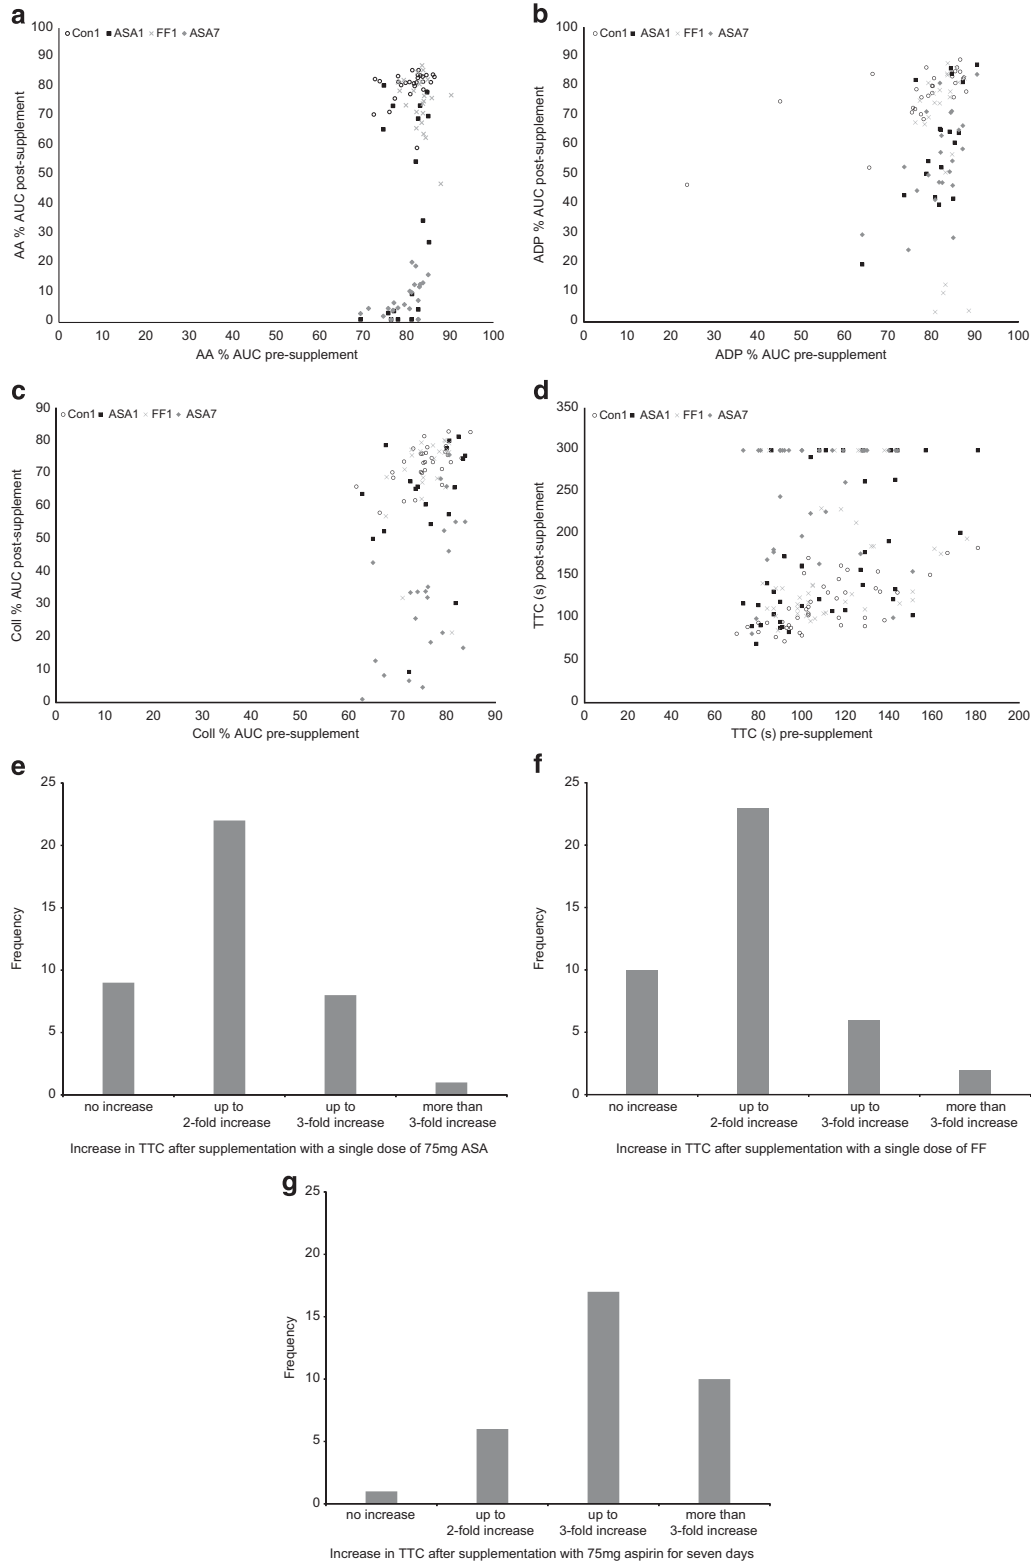 a
100
90
80
70
60
50
40
30
20
10
0
AA % AUC post-supplement
Con1 ASA1 FF1 ASA7
0 10 20 30 40 50 60 70 80 90 100
AA % AUC pre-supplement
b
100
90
80
70
60
50
40
30
20
10
0
ADP % AUC post-supplement
Con1 ASA1 FF1 ASA7
0 10 20 30 40 50 60 70 80 90 100
ADP % AUC pre-supplement
c
90
80
70
60
50
40
30
20
10
0
Coll % AUC post-supplement
Con1 ASA1 FF1 ASA7
0 10 20 30 40 50 60 70 80 90
Coll % AUC pre-supplement
d
350
300
250
200
150
100
50
0
TTC (s) post-supplement
Con1 ASA1 FF1 ASA7
0 20 40 60 80 100 120 140 160 180 200
TTC (s) pre-supplement
e
25
20
15
10
5
0
Frequency
no increase up to more than
2-fold increase 3-fold increase 3-fold increase
Increase in TTC after supplementation with a single dose of 75mg ASA
f
25
20
15
10
5
0
Frequency
no increase up to up to more than
2-fold increase 3-fold increase 3-fold increase
Increase in TTC after supplementation with a single dose of FF
g
25
20
15
10
5
0
Frequency
no increase up to up to more than
2-fold increase 3-fold increase 3-fold increase
Increase in TTC after supplementation with 75mg aspirin for seven days